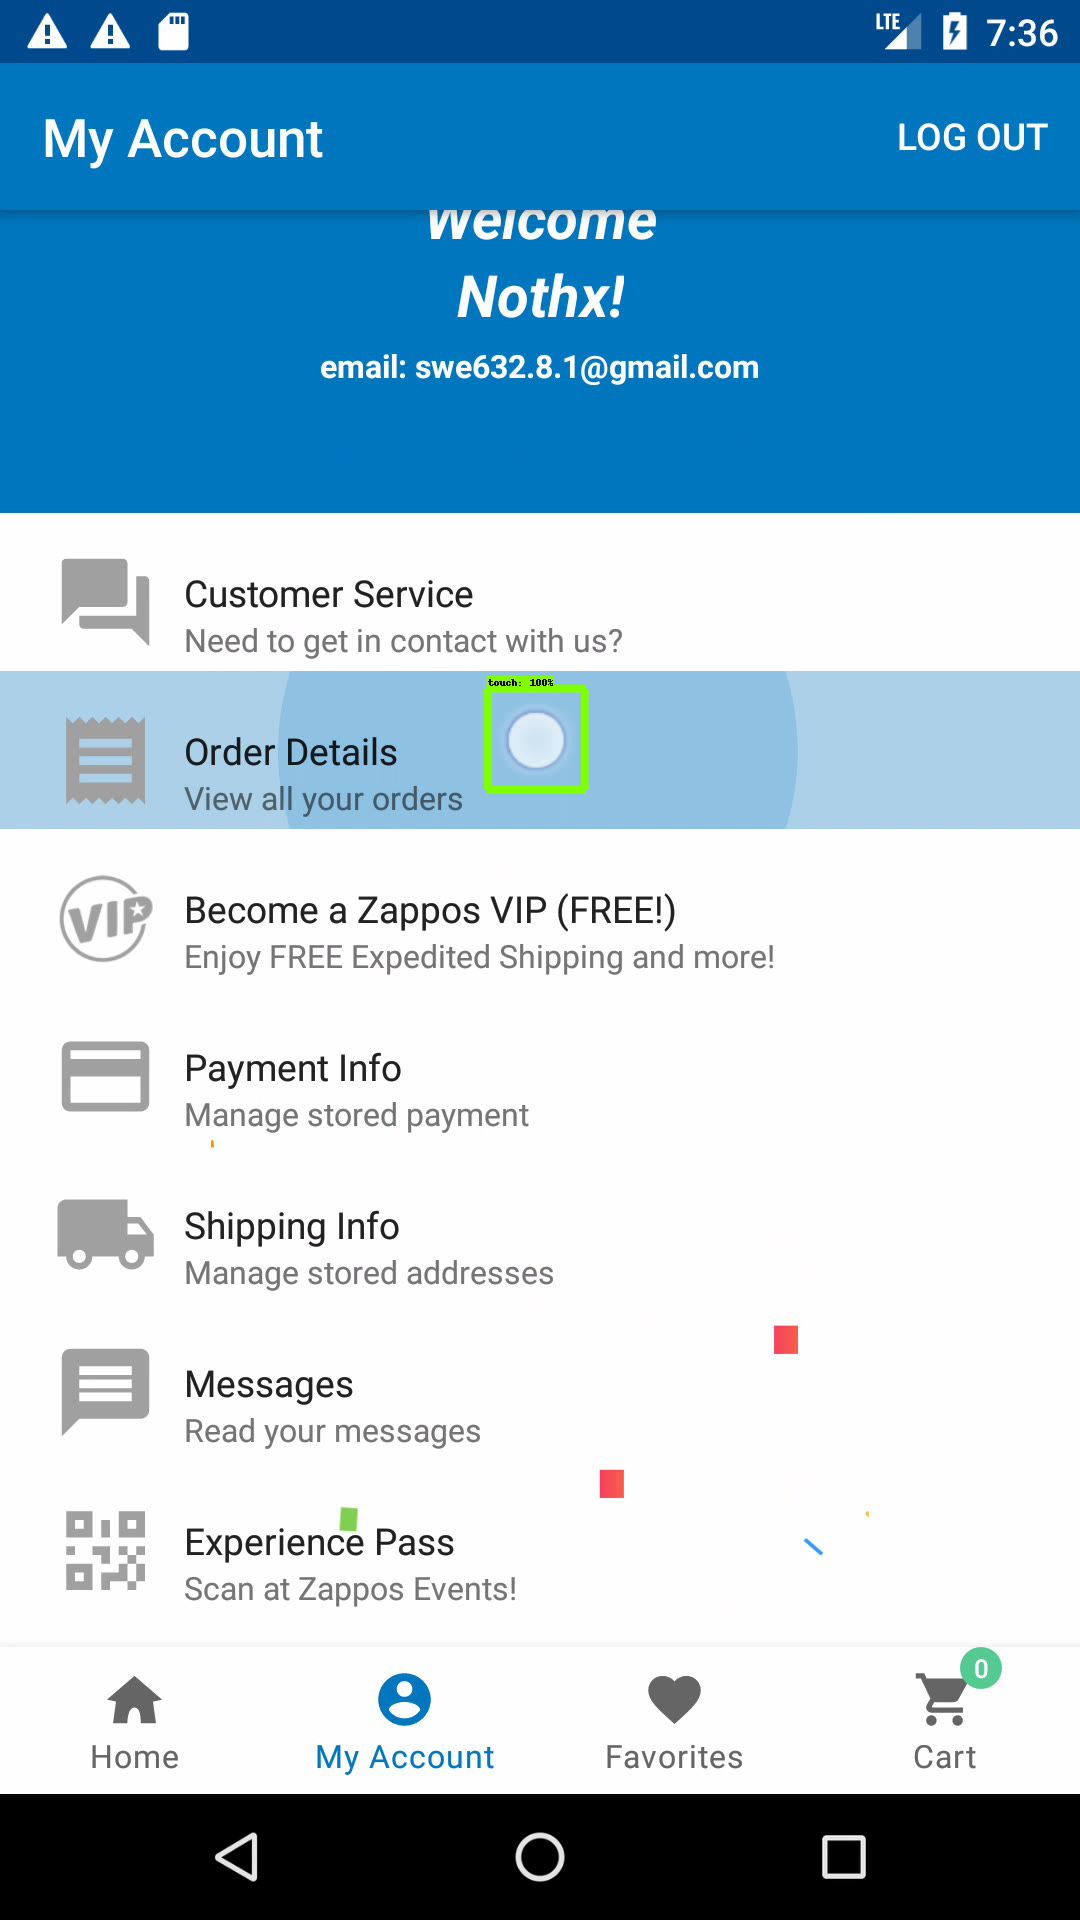 LTE 7:36
My Account LOG OUT
Welcome
Nothx!
email: swe632.8.1@gmail.com
Customer Service
Need to get in contact with us?
touch: 100%
Order Details
View all your orders
VIP
Become a Zappos VIP (FREE!)
Enjoy FREE Expedited Shipping and more!
Payment Info
Manage stored payment
Shipping Info
Manage stored addresses
Messages
Read your messages
Experience Pass
Scan at Zappos Events!
0
Home My Account Favorites Cart